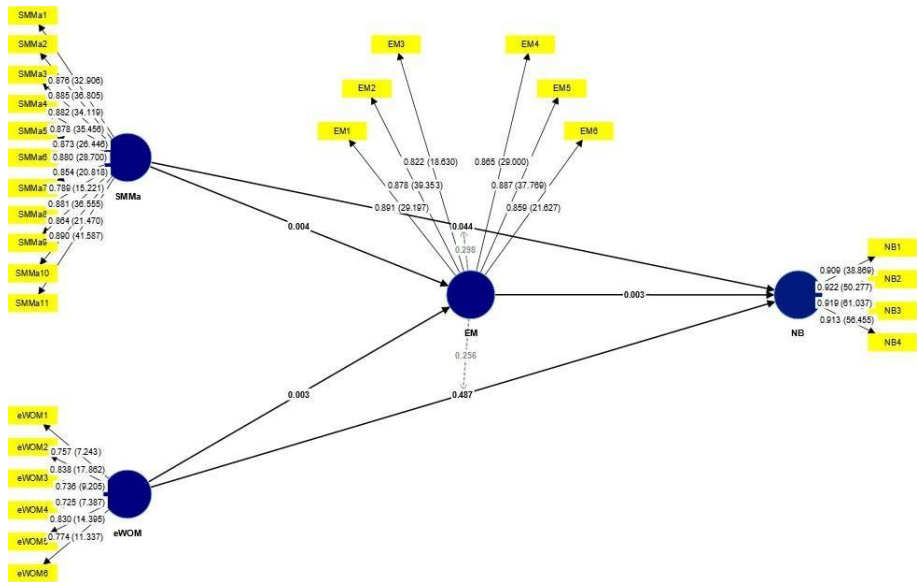 SMMa1
SMMa2
SMMa3
SMMa4
SMMa5
SMMa6
SMMa7
SMMa8
SMMa9
SMMa10
SMMa11
0.876 (32.906)
0.885 (36.805)
0.882 (34.119)
0.878 (35.456)
0.873 (26.446)
0.880 (28.700)
0.854 (20.818)
0.789 (15.221)
0.881 (36.555)
0.864 (21.470)
0.890 (41.587)
SMMa
EM3
EM4
EM2
EM5
EM1
EM6
0.822 (18.630)
0.878 (39.353)
0.891 (29.197)
0.865 (29.000)
0.887 (37.769)
0.859 (21.627)
0.004
0.044
0.298
EM
0.003
0.256
0.487
0.003
NB1
NB2
NB3
NB4
0.909 (38.869)
0.922 (50.277)
0.919 (61.037)
0.913 (56.455)
NB
eWOM1
eWOM2
eWOM3
eWOM4
eWOM5
eWOM6
0.757 (7.243)
0.838 (17.862)
0.736 (9.205)
0.725 (7.387)
0.830 (14.395)
0.774 (11.337)
eWOM